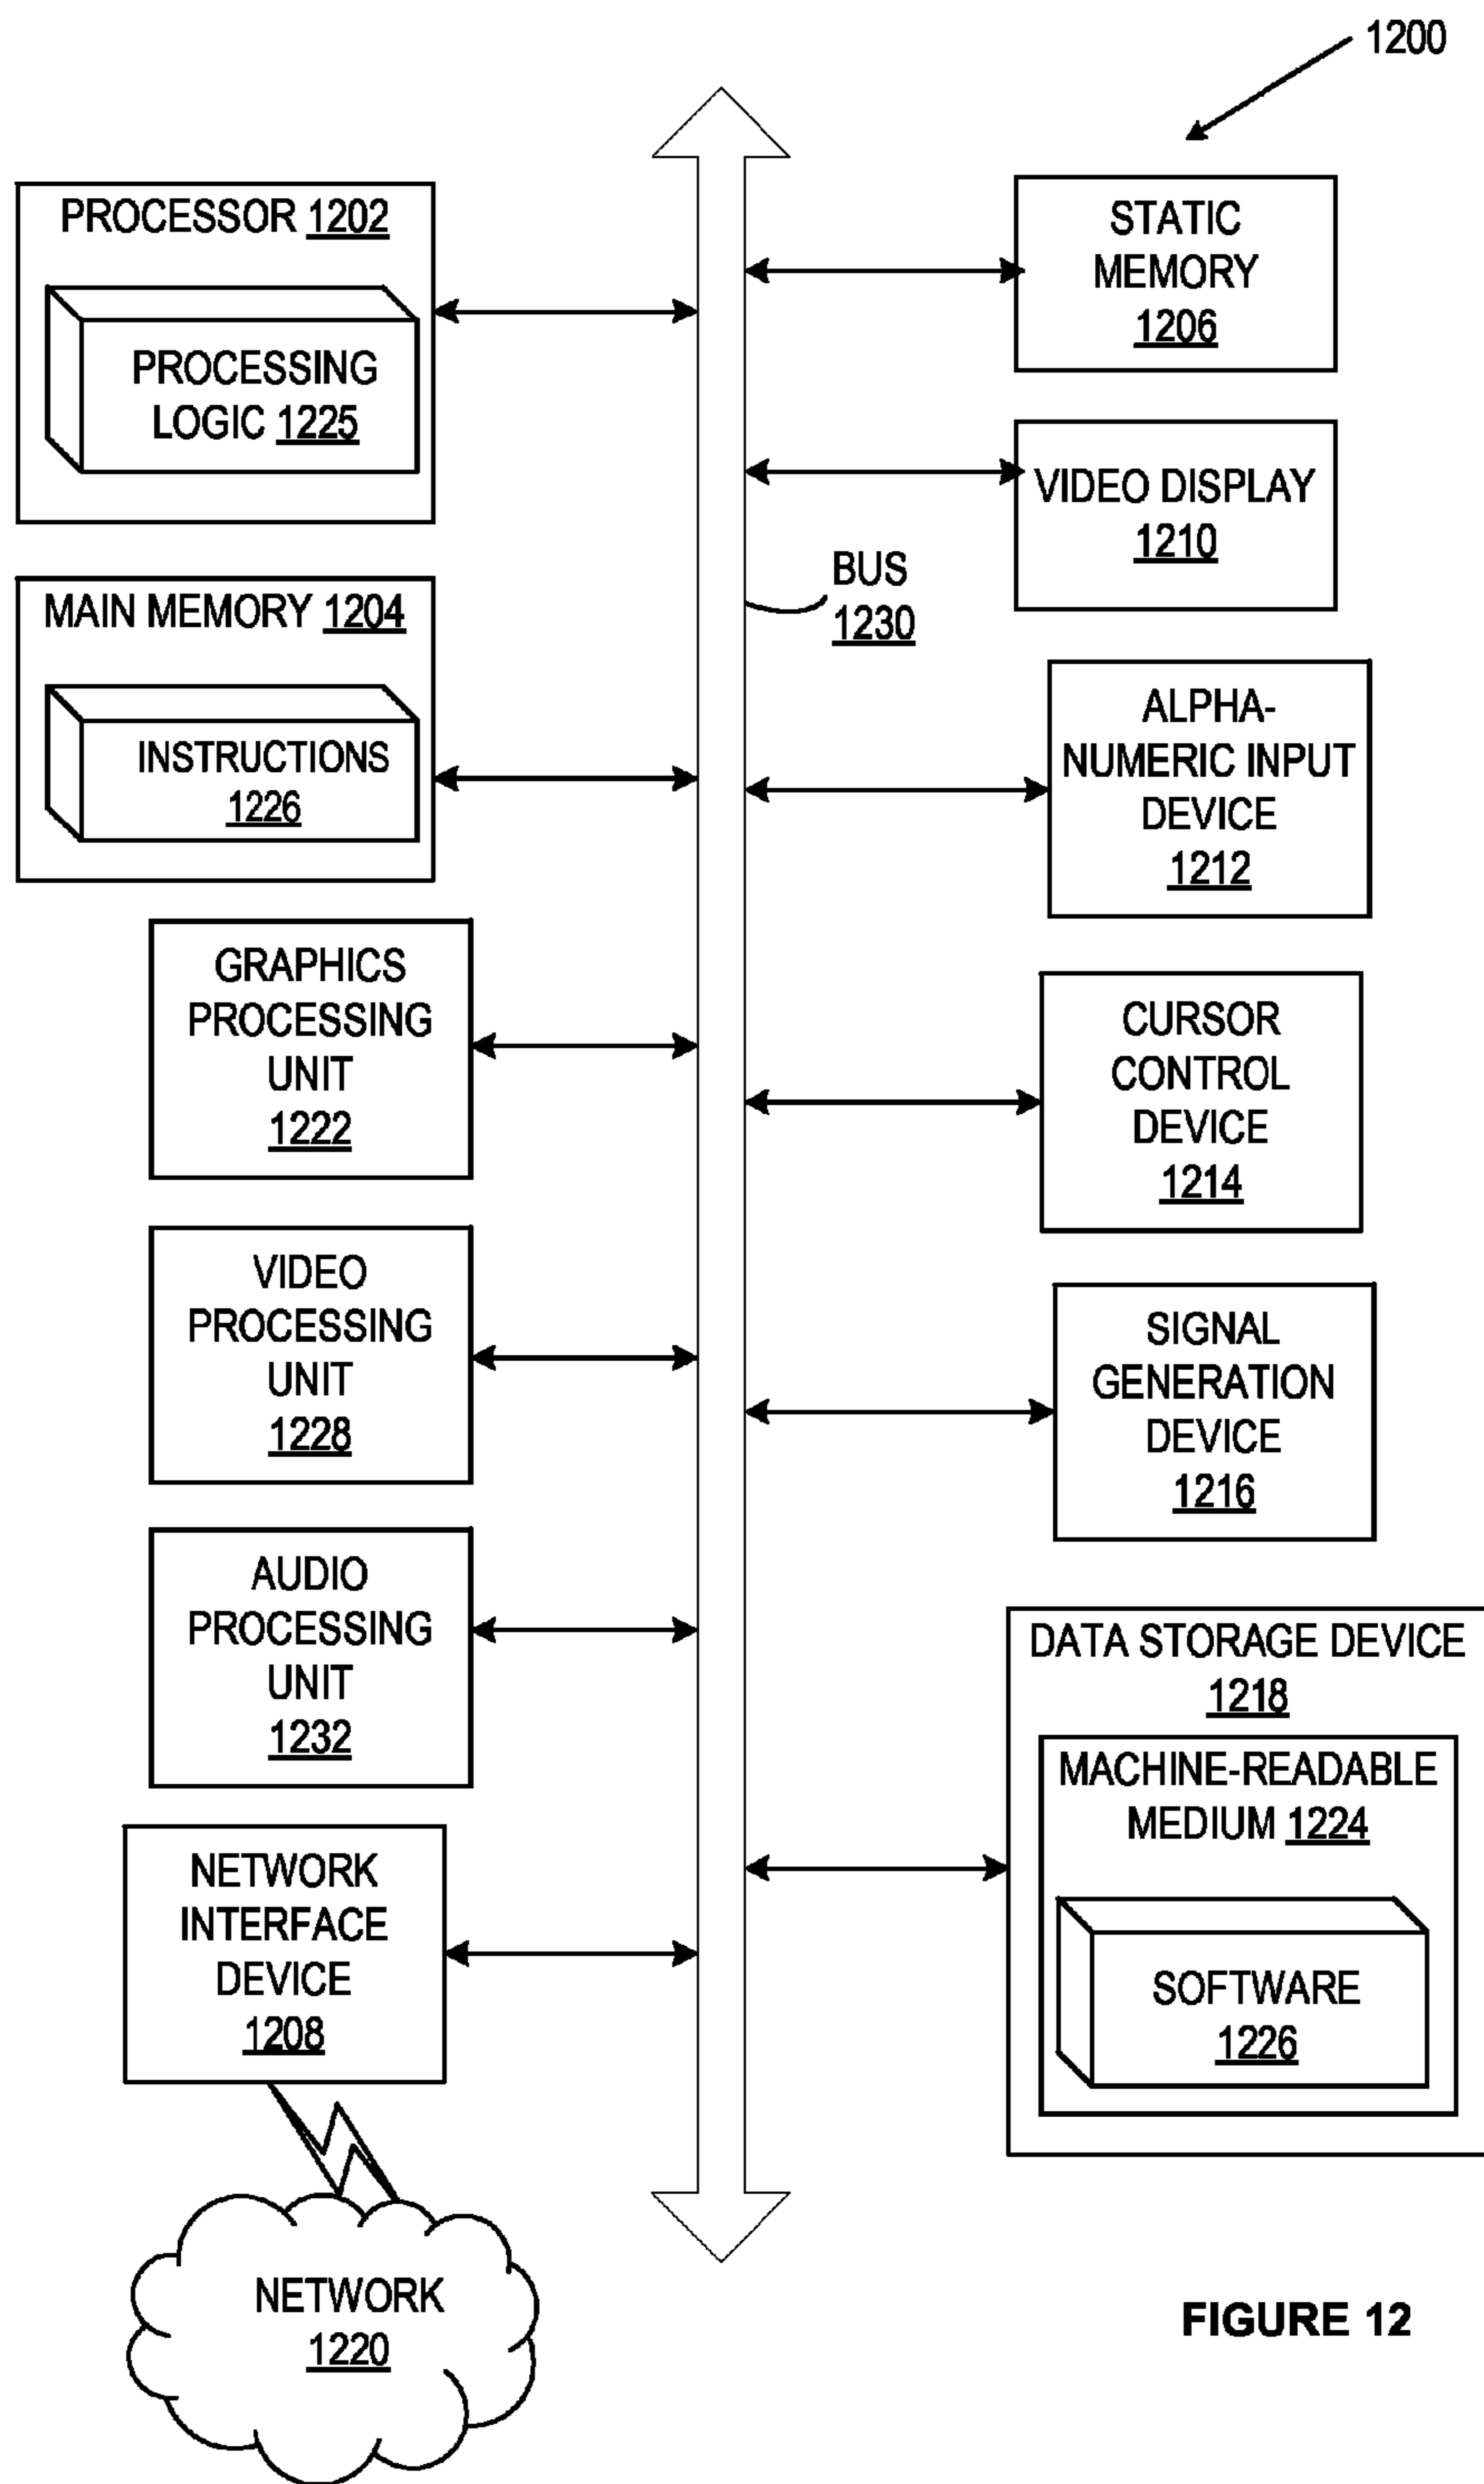 1200
PROCESSOR 1202
PROCESSING
LOGIC 1225
MAIN MEMORY 1204
INSTRUCTIONS
1226
GRAPHICS
PROCESSING
UNIT
1222
VIDEO
PROCESSING
UNIT
1228
AUDIO
PROCESSING
UNIT
1232
NETWORK
INTERFACE
DEVICE
1208
NETWORK
1220
BUS
1230
STATIC
MEMORY
1206
VIDEO DISPLAY
1210
ALPHA-
NUMERIC INPUT
DEVICE
1212
CURSOR
CONTROL
DEVICE
1214
SIGNAL
GENERATION
DEVICE
1216
DATA STORAGE DEVICE
1218
MACHINE-READABLE
MEDIUM 1224
SOFTWARE
1226
FIGURE 12